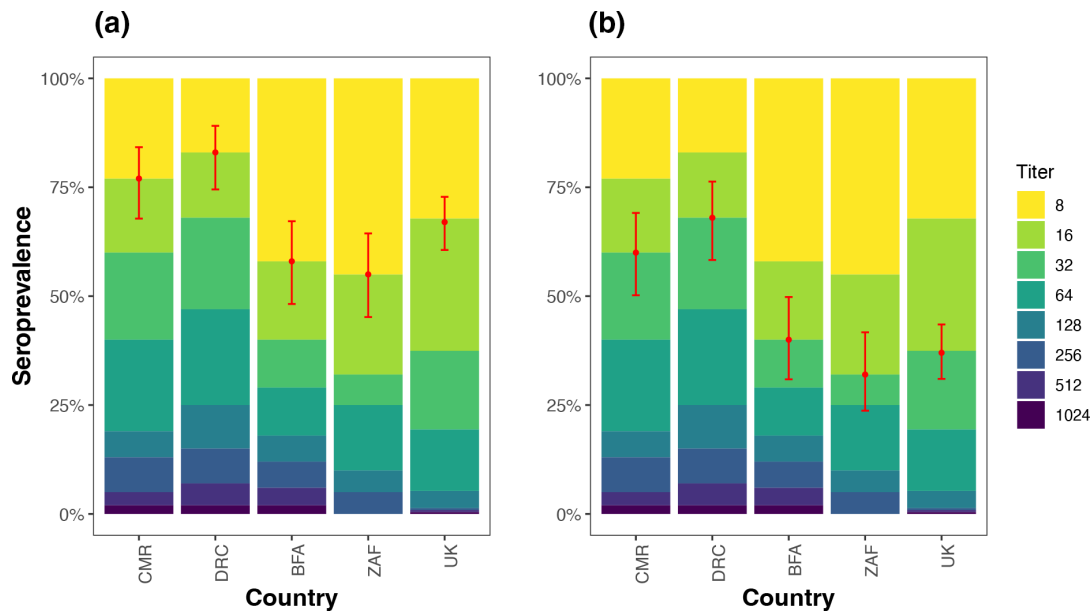 (a)
Seroprevalence
100%
75%
50%
25%
0%
CMR
DRC
BFA
ZAF
UK
Country
(b)
100%
75%
50%
25%
0%
CMR
DRC
BFA
ZAF
UK
Country
Titer
8
16
32
64
128
256
512
1024